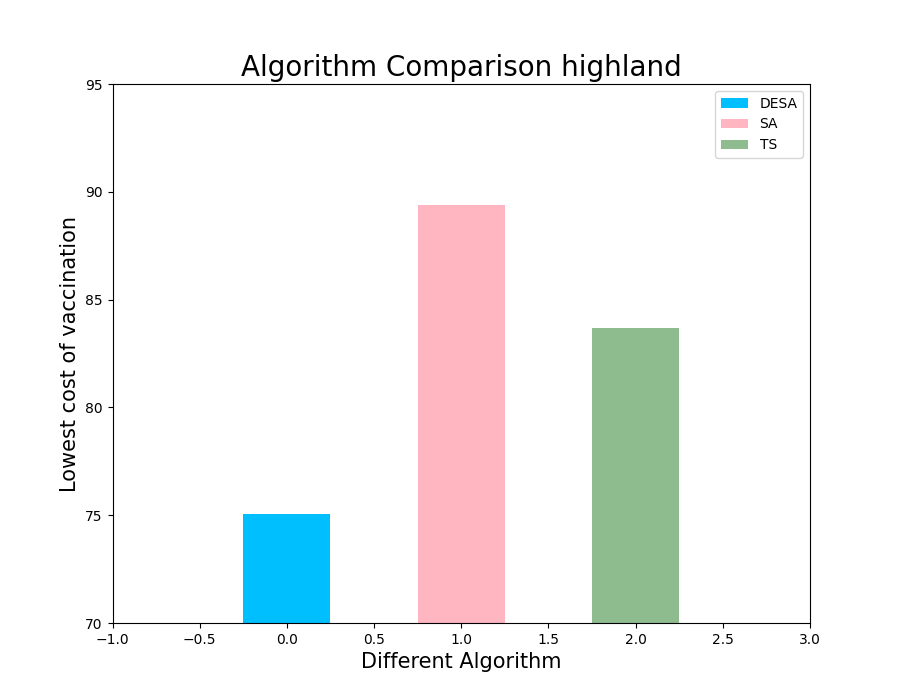 Algorithm Comparison highland
95
90
85
80
75
70
Lowest cost of vaccination
DESA
SA
TS
−1.0 −0.5 0.0 0.5 1.0 1.5 2.0 2.5 3.0
Different Algorithm